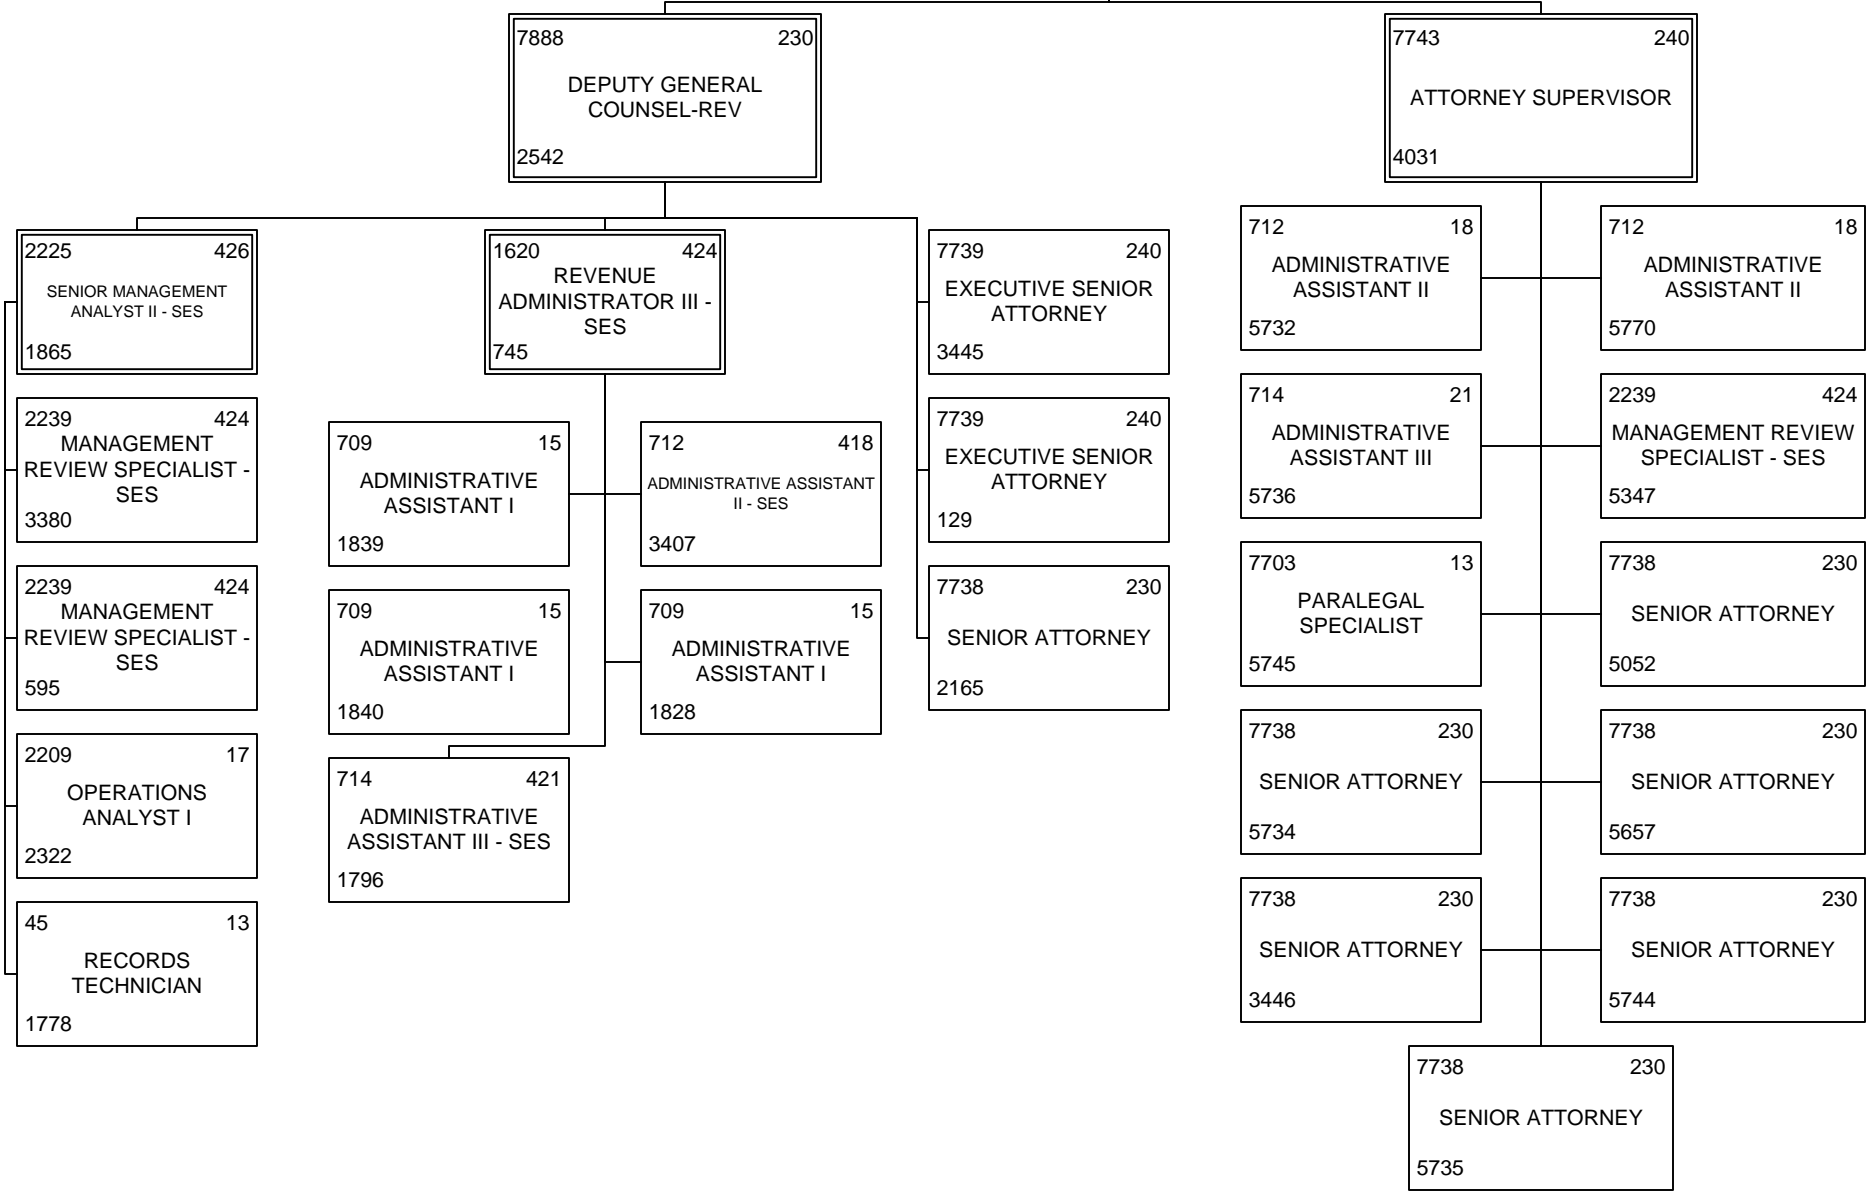 7888 230
DEPUTY GENERAL
COUNSEL-REV
2542
7743 240
ATTORNEY SUPERVISOR
4031
2225 426
SENIOR MANAGEMENT
ANALYST II - SES
1865
2239 424
MANAGEMENT
REVIEW SPECIALIST -
SES
3380
2239 424
MANAGEMENT
REVIEW SPECIALIST -
SES
595
2209 17
OPERATIONS
ANALYST I
2322
45 13
RECORDS
TECHNICIAN
1778
1620 424
REVENUE
ADMINISTRATOR III -
SES
745
709 15
ADMINISTRATIVE
ASSISTANT I
1839
712 418
ADMINISTRATIVE ASSISTANT
II - SES
3407
709 15
ADMINISTRATIVE
ASSISTANT I
1840
709 15
ADMINISTRATIVE
ASSISTANT I
1828
714 421
ADMINISTRATIVE
ASSISTANT III - SES
1796
7739 240
EXECUTIVE SENIOR
ATTORNEY
3445
7739 240
EXECUTIVE SENIOR
ATTORNEY
129
7738 230
SENIOR ATTORNEY
2165
712 18
ADMINISTRATIVE
ASSISTANT II
5732
712 18
ADMINISTRATIVE
ASSISTANT II
5770
714 21
ADMINISTRATIVE
ASSISTANT III
5736
2239 424
MANAGEMENT REVIEW
SPECIALIST - SES
5347
7703 13
PARALEGAL
SPECIALIST
5745
7738 230
SENIOR ATTORNEY
5052
7738 230
SENIOR ATTORNEY
5734
7738 230
SENIOR ATTORNEY
5657
7738 230
SENIOR ATTORNEY
3446
7738 230
SENIOR ATTORNEY
5744
7738 230
SENIOR ATTORNEY
5735